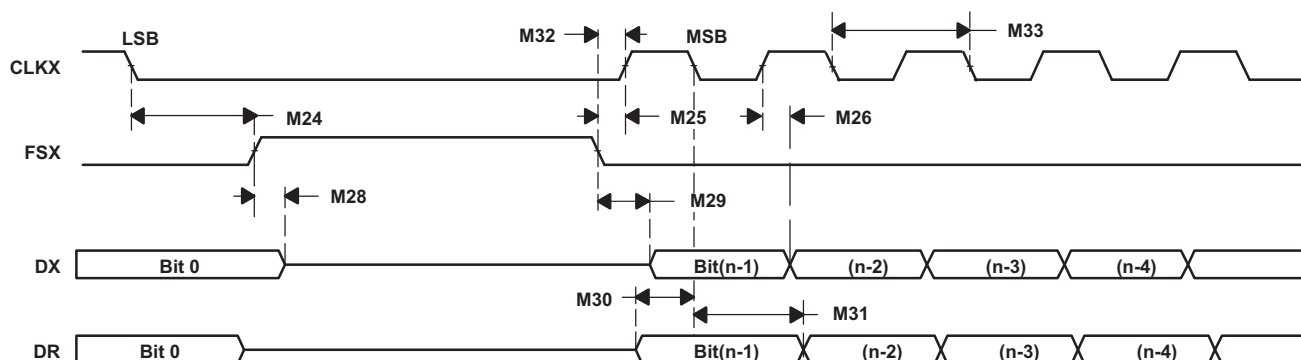 LSB
M32
MSB
M33
CLKX
M24
M25
M26
FSX
M28
M29
DX
Bit 0
Bit(n-1)
(n-2)
(n-3)
(n-4)
M30
M31
DR
Bit 0
Bit(n-1)
(n-2)
(n-3)
(n-4)